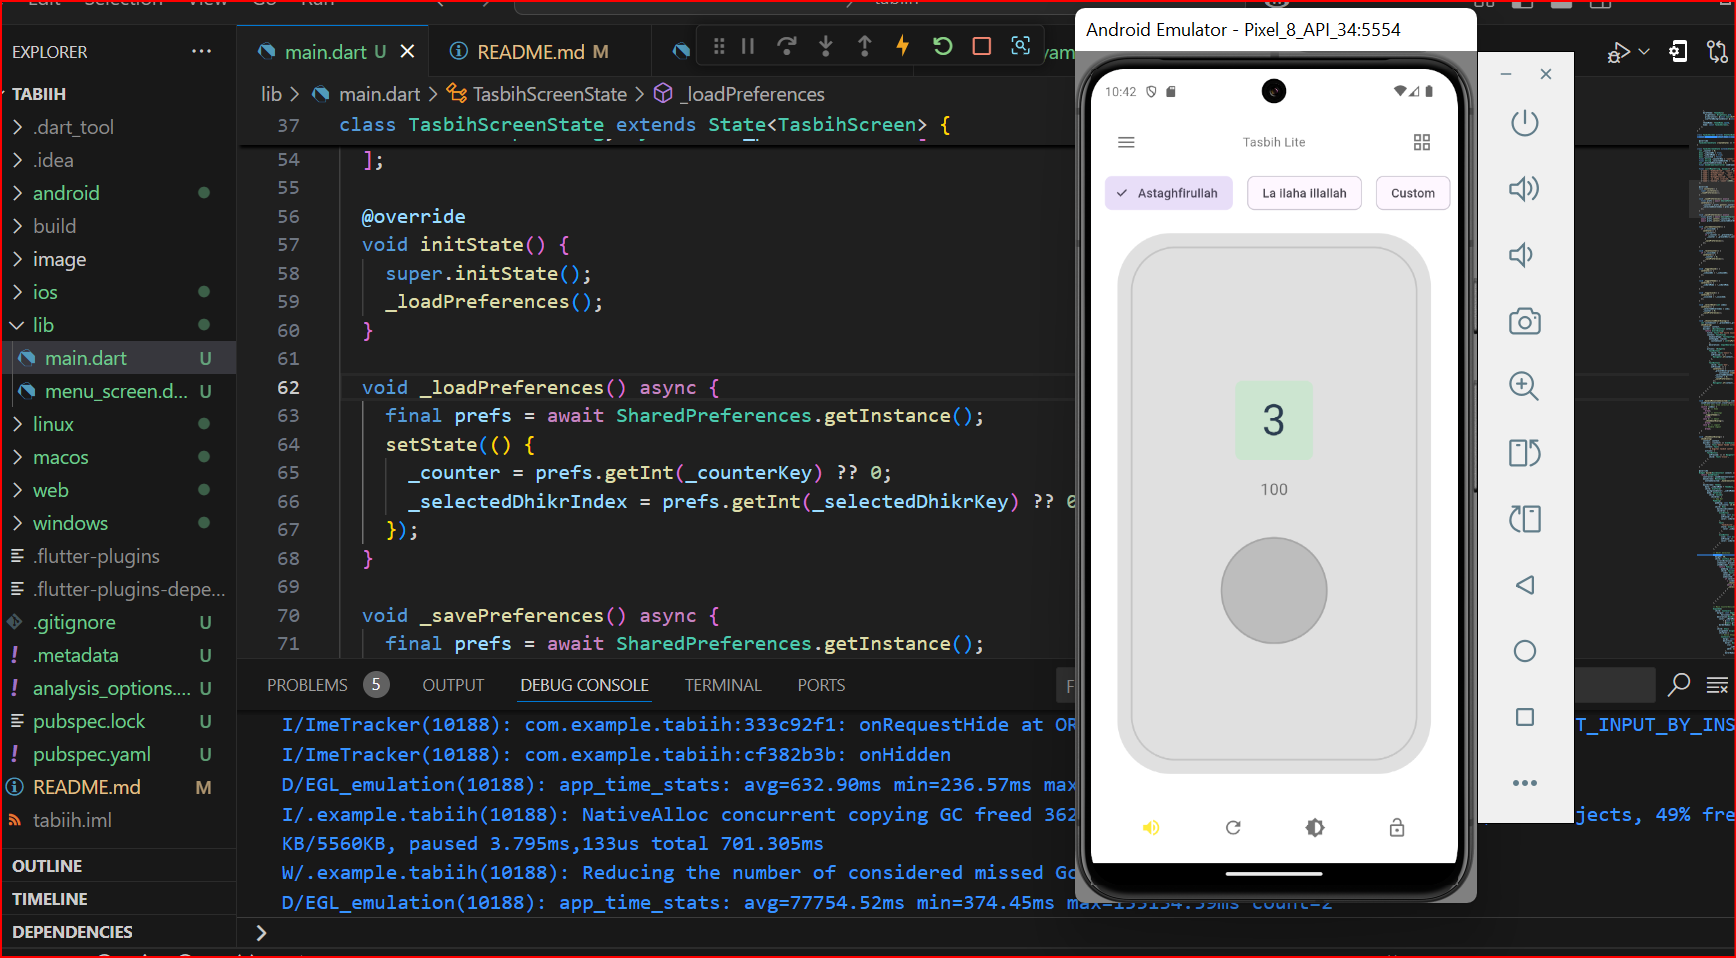 Edit Selection View Go Run
EXPLORER
TABIIH
.dart_tool
.idea
android
build
image
ios
lib
main.dart U
menu_screen.d... U
linux
macos
web
windows
.flutter-plugins
.flutter-plugins-depe...
.gitignore U
.metadata U
analysis_options.... U
pubspec.lock U
pubspec.yaml U
README.md M
tabiih.iml
OUTLINE
TIMELINE
DEPENDENCIES
main.dart U
README.md M
yam
lib > main.dart > TasbihScreenState > _loadPreferences
37 class TasbihScreenState extends State<TasbihScreen> {
54 ];
55
56 @override
57 void initState() {
58 super.initState();
59 _loadPreferences();
60 }
61
62 void _loadPreferences() async {
63 final prefs = await SharedPreferences.getInstance();
64 setState(() {
65 _counter = prefs.getInt(_counterKey) ?? 0;
66 _selectedDhikrIndex = prefs.getInt(_selectedDhikrKey) ?? 0
67 });
68 }
69
70 void _savePreferences() async {
71 final prefs = await SharedPreferences.getInstance();
PROBLEMS 5 OUTPUT DEBUG CONSOLE TERMINAL PORTS
I/ImeTracker(10188): com.example.tabiih:333c92f1: onRequestHide at OR
T_INPUT_BY_INS
I/ImeTracker(10188): com.example.tabiih:cf382b3b: onHidden
D/EGL_emulation(10188): app_time_stats: avg=632.90ms min=236.57ms max
I/.example.tabiih(10188): NativeAlloc concurrent copying GC freed 362
jects, 49% fre
KB/5560KB, paused 3.795ms,133us total 701.305ms
W/.example.tabiih(10188): Reducing the number of considered missed Gc
D/EGL_emulation(10188): app_time_stats: avg=77754.52ms min=374.45ms count=2
Android Emulator - Pixel_8_API_34:5554
10:42
Tasbih Lite
Astaghfirullah
La ilaha illallah
Custom
3
100